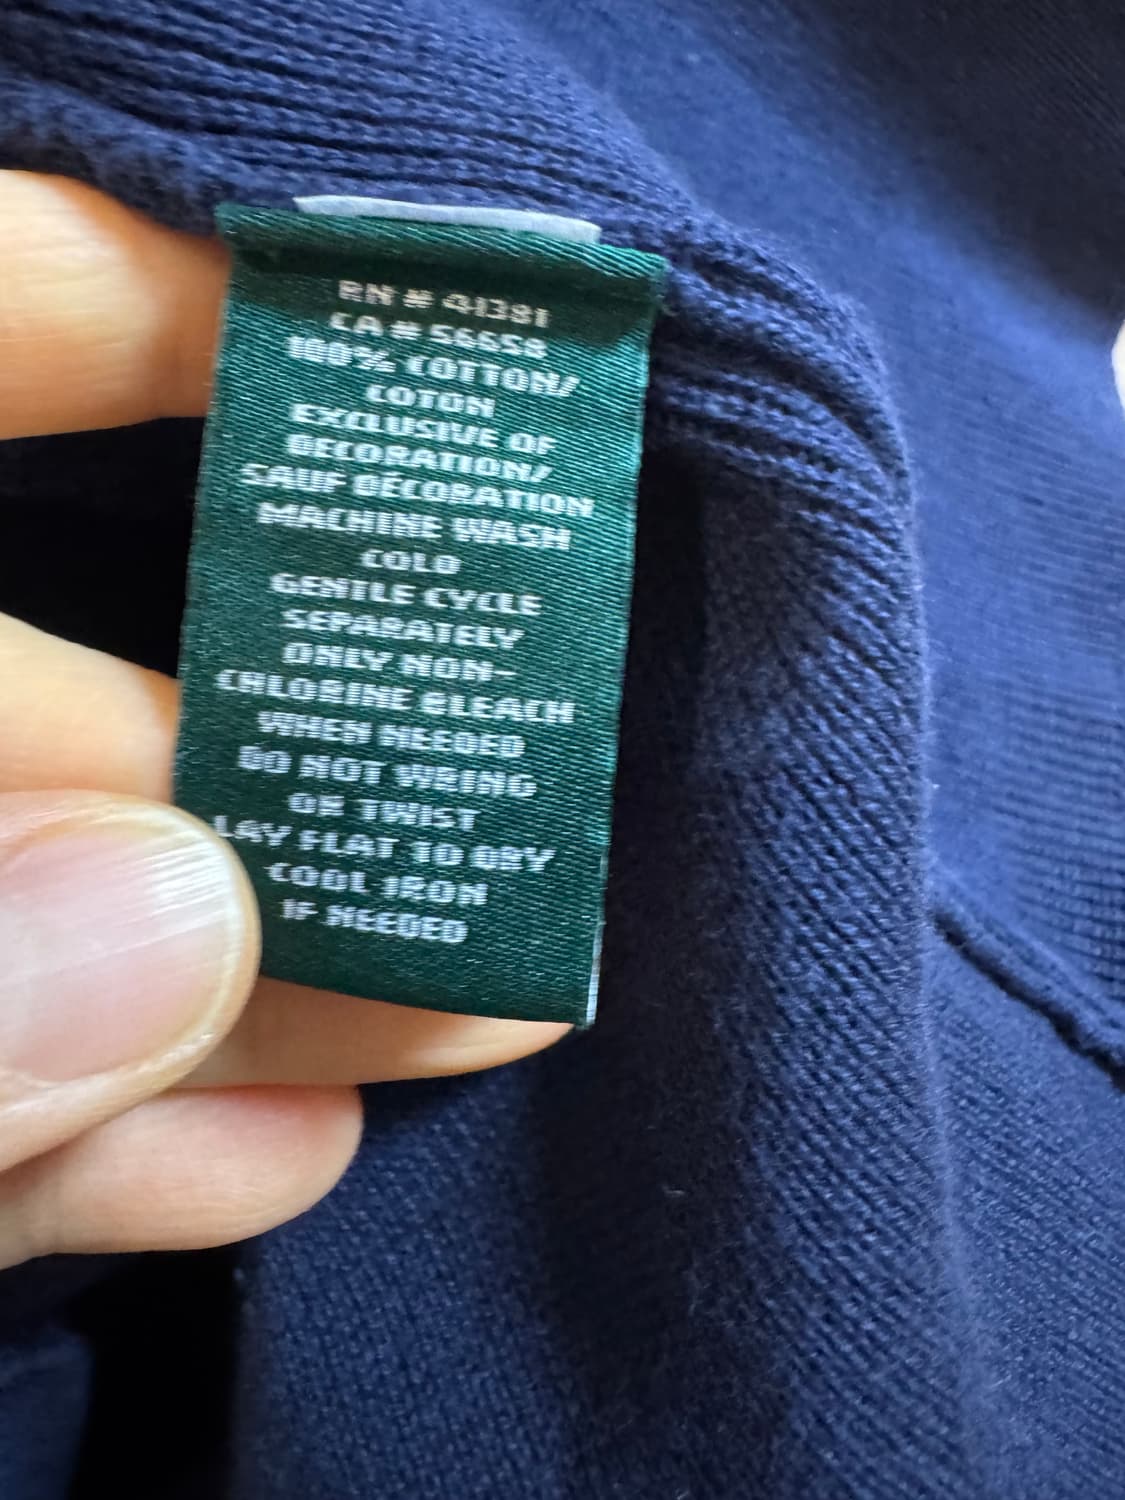 RN # 41381
CA # 56658
100% COTTON/
COTON
EXCLUSIVE OF
DECORATION/
SAUF DECORATION
MACHINE WASH
COLD
GENTLE CYCLE
SEPARATELY
ONLY NON-
CHLORINE BLEACH
WHEN NEEDED
DO NOT WRING
OR TWIST
LAY FLAT TO DRY
COOL IRON
IF NEEDED